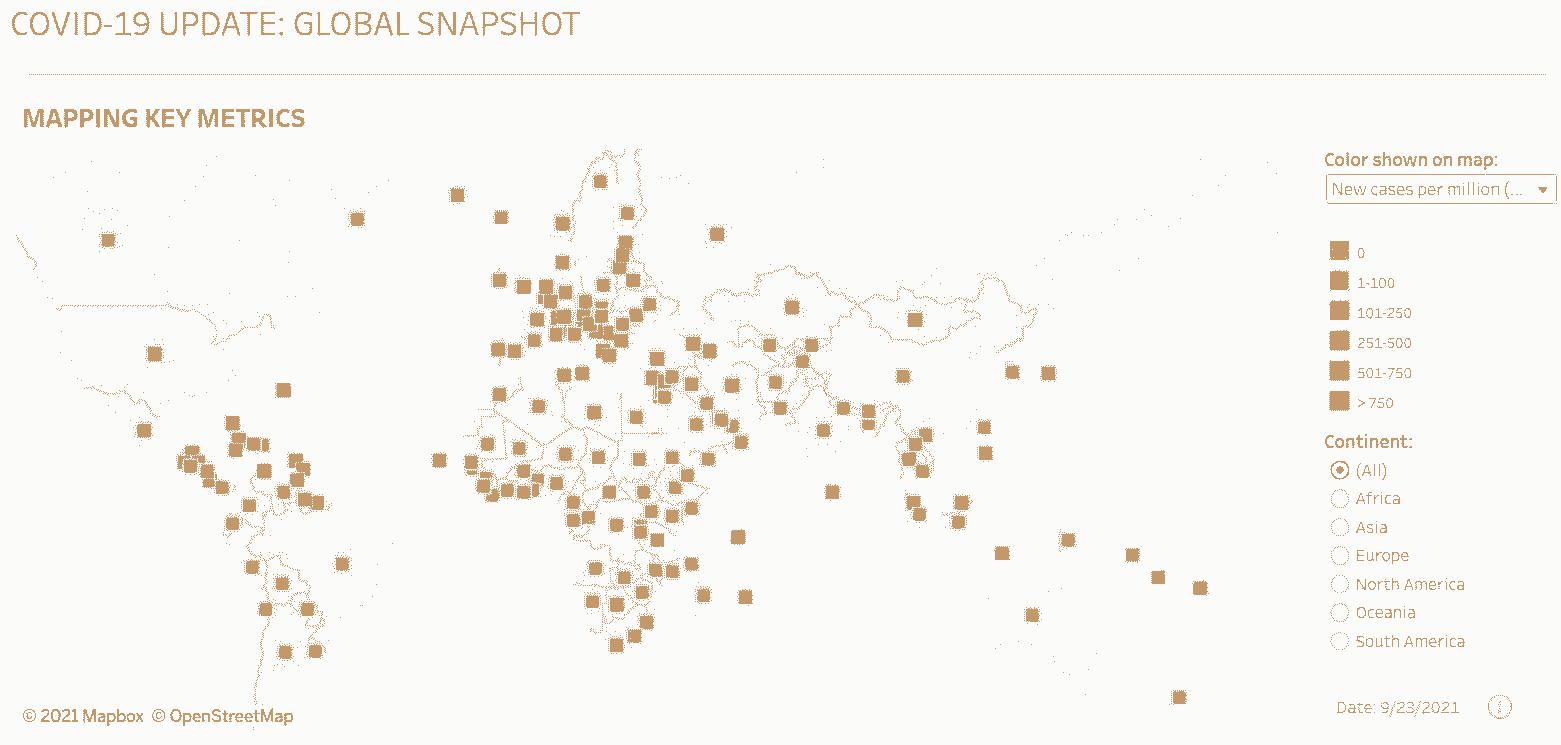 COVID-19 UPDATE: GLOBAL SNAPSHOT
MAPPING KEY METRICS
Color shown on map:
New cases per million (...
0
1-100
101-250
251-500
501-750
> 750
Continent:
(All)
Africa
Asia
Europe
North America
Oceania
South America
© 2021 Mapbox © OpenStreetMap
Date: 9/23/2021
i